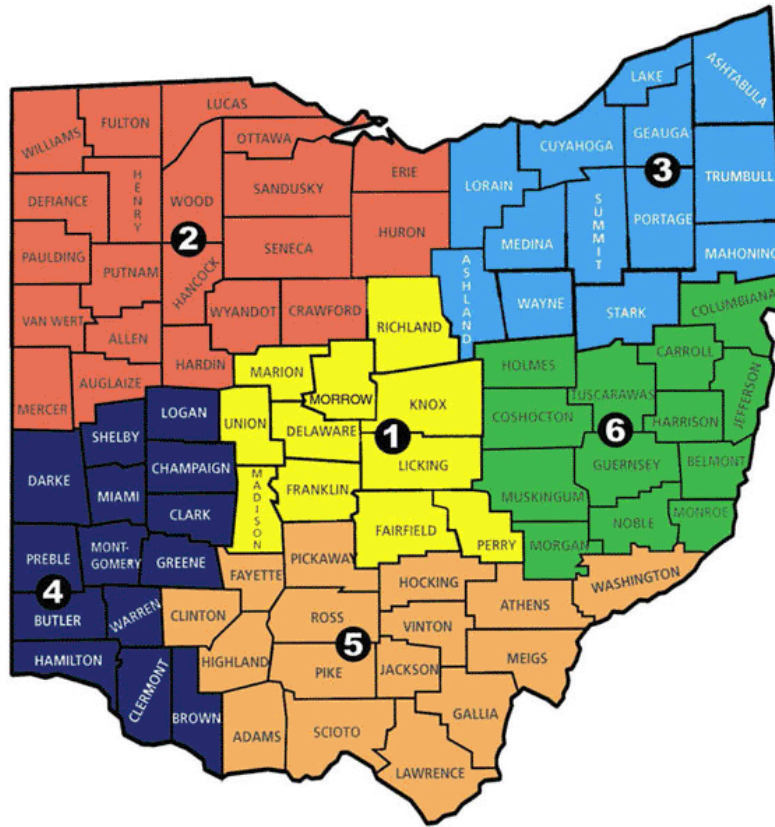 LAKE
ASHTABULA
LUCAS
FULTON
WILLIAMS
OTTAWA
CUYAHOGA
GEAUGA
ERIE
3
TRUMBULL
LORAIN
SANDUSKY
WOOD
HENRY
DEFIANCE
SUMMIT
PORTAGE
HURON
2
MEDINA
SENECA
PAULDING
MAHONING
PUTNAM
HANCOCK
ASHLAND
WAYNE
STARK
COLUMBIANA
WYANDOT
CRAWFORD
VAN WERT
RICHLAND
ALLEN
CARROLL
HOLMES
MARION
HARDIN
AUGLAIZE
MERCER
MORROW
KNOX
TUSCARAWAS
JEFFERSON
LOGAN
UNION
COSHOCTON
HARRISON
DELAWARE
1
6
SHELBY
CHAMPAIGN
LICKING
GUERNSEY
BELMONT
DARKE
MADISON
FRANKLIN
MIAMI
MUSKINGUM
CLARK
NOBLE
MONROE
FAIRFIELD
PERRY
MORGAN
PREBLE
MONT-
GOMERY
GREENE
PICKAWAY
FAYETTE
HOCKING
WASHINGTON
4
ATHENS
CLINTON
ROSS
WARREN
BUTLER
VINTON
5
MEIGS
HAMILTON
HIGHLAND
PIKE
JACKSON
CLERMONT
BROWN
GALLIA
ADAMS
SCIOTO
LAWRENCE